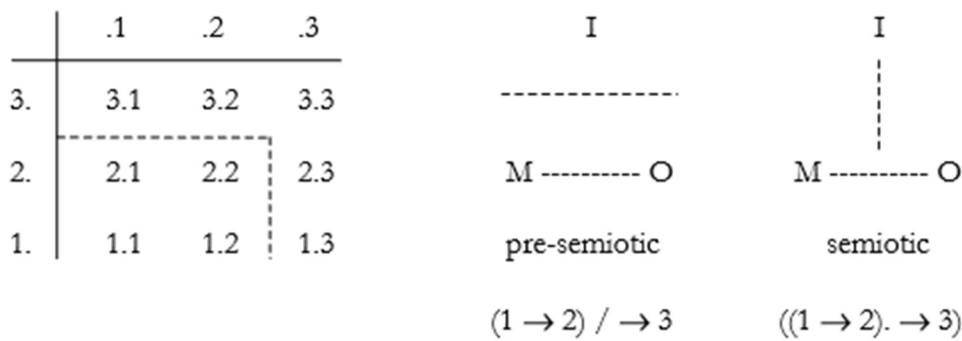 .1 .2 .3 I I
3. 3.1 3.2 3.3
2. 2.1 2.2 2.3 M O M O
1. 1.1 1.2 1.3 pre-semiotic semiotic
(1 → 2) / → 3 ((1 → 2). → 3)